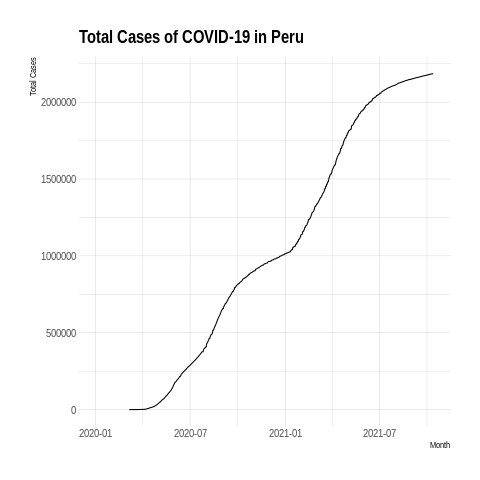 Total Cases of COVID-19 in Peru
Total Cases
2000000
1500000
1000000
500000
0
2020-01 2020-07 2021-01 2021-07
Month